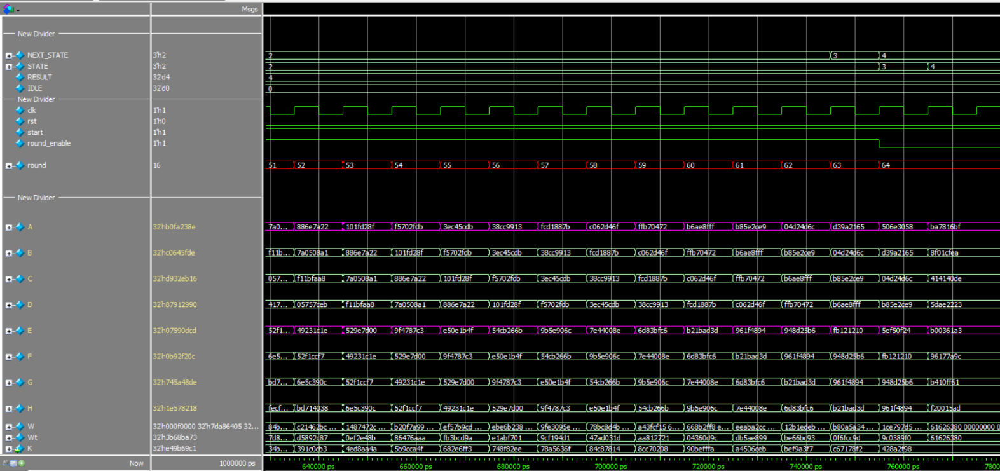 Msgs
New Divider
NEXT_STATE 3'h2 2 3 4
STATE 3'h2 2 3 4
RESULT 32'd4 4
IDLE 32'd0 0
New Divider
clk 1'h1
rst 1'h0
start 1'h1
round_enable 1'h1
round 16 51 52 53 54 55 56 57 58 59 60 61 62 63 64
New Divider
A 32'hb0fa238e 7a0... 886e7a22 101fd28f f5702fdb 3ec45cdb 38cc9913 fcd1887b c062d46f ffb70472 b6ae8fff b85e2ce9 04d24d6c d39a2165 506e3058 ba7816bf
B 32'hc0645fde f11b... 7a0508a1 886e7a22 101fd28f f5702fdb 3ec45cdb 38cc9913 fcd1887b c062d46f ffb70472 b6ae8fff b85e2ce9 04d24d6c d39a2165 8f01cfea
C 32'hd932eb16 057... f11bfaa8 7a0508a1 886e7a22 101fd28f f5702fdb 3ec45cdb 38cc9913 fcd1887b c062d46f ffb70472 b6ae8fff b85e2ce9 04d24d6c 414140de
D 32'h87912990 417... 05757ceb f11bfaa8 7a0508a1 886e7a22 101fd28f f5702fdb 3ec45cdb 38cc9913 fcd1887b c062d46f ffb70472 b6ae8fff b85e2ce9 5dae2223
E 32'h07590dcd 52f1... 49231c1e 529e7d00 9f4787c3 e50e1b4f 54cb266b 9b5e906c 7e44008e 6d83bfc6 b21bad3d 961f4894 948d25b6 fb121210 5ef50f24 b00361a3
F 32'h0b92f20c 6e5... 52f1ccf7 49231c1e 529e7d00 9f4787c3 e50e1b4f 54cb266b 9b5e906c 7e44008e 6d83bfc6 b21bad3d 961f4894 948d25b6 fb121210 96177a9c
G 32'h745a48de bd7... 6e5c390c 52f1ccf7 49231c1e 529e7d00 9f4787c3 e50e1b4f 54cb266b 9b5e906c 7e44008e 6d83bfc6 b21bad3d 961f4894 948d25b6 b410ff61
H 32'h1e578218 fecf... bd714038 6e5c390c 52f1ccf7 49231c1e 529e7d00 9f4787c3 e50e1b4f 54cb266b 9b5e906c 7e44008e 6d83bfc6 b21bad3d 961f4894 f20015ad
W 32'h000f0000 32'h7da86405 32... 84b... c21462bc ... 1487472c ... b20f7a99 ... ef57b9cd ... ebe6b238 ... 9fe3095e ... 78bc8d4b ... a43fcf15 6... 668b2ff8 e... eeaba2cc ... 12b1edeb ... b80a5a34 ... 1ce797d5 ... 61626380 00000000 0
Wt 32'h3b68ba73 7d8... d5892c87 0ef2e48b 86476aaa fb3bcd9a e1abf701 9cf194d1 47ad031d aa812721 04360d9c db5ae899 be66bc93 0f6fcc9d 9c0389f0 61626380
K 32'he49b69c1 34b... 391c0cb3 4ed8aa4a 5b9cca4f 682e6ff3 748f82ee 78a5636f 84c87814 8cc70208 90befffa a4506ceb bef9a3f7 c67178f2 428a2f98
Now 1000000 ps 640000 ps 660000 ps 680000 ps 700000 ps 720000 ps 740000 ps 760000 ps 7800